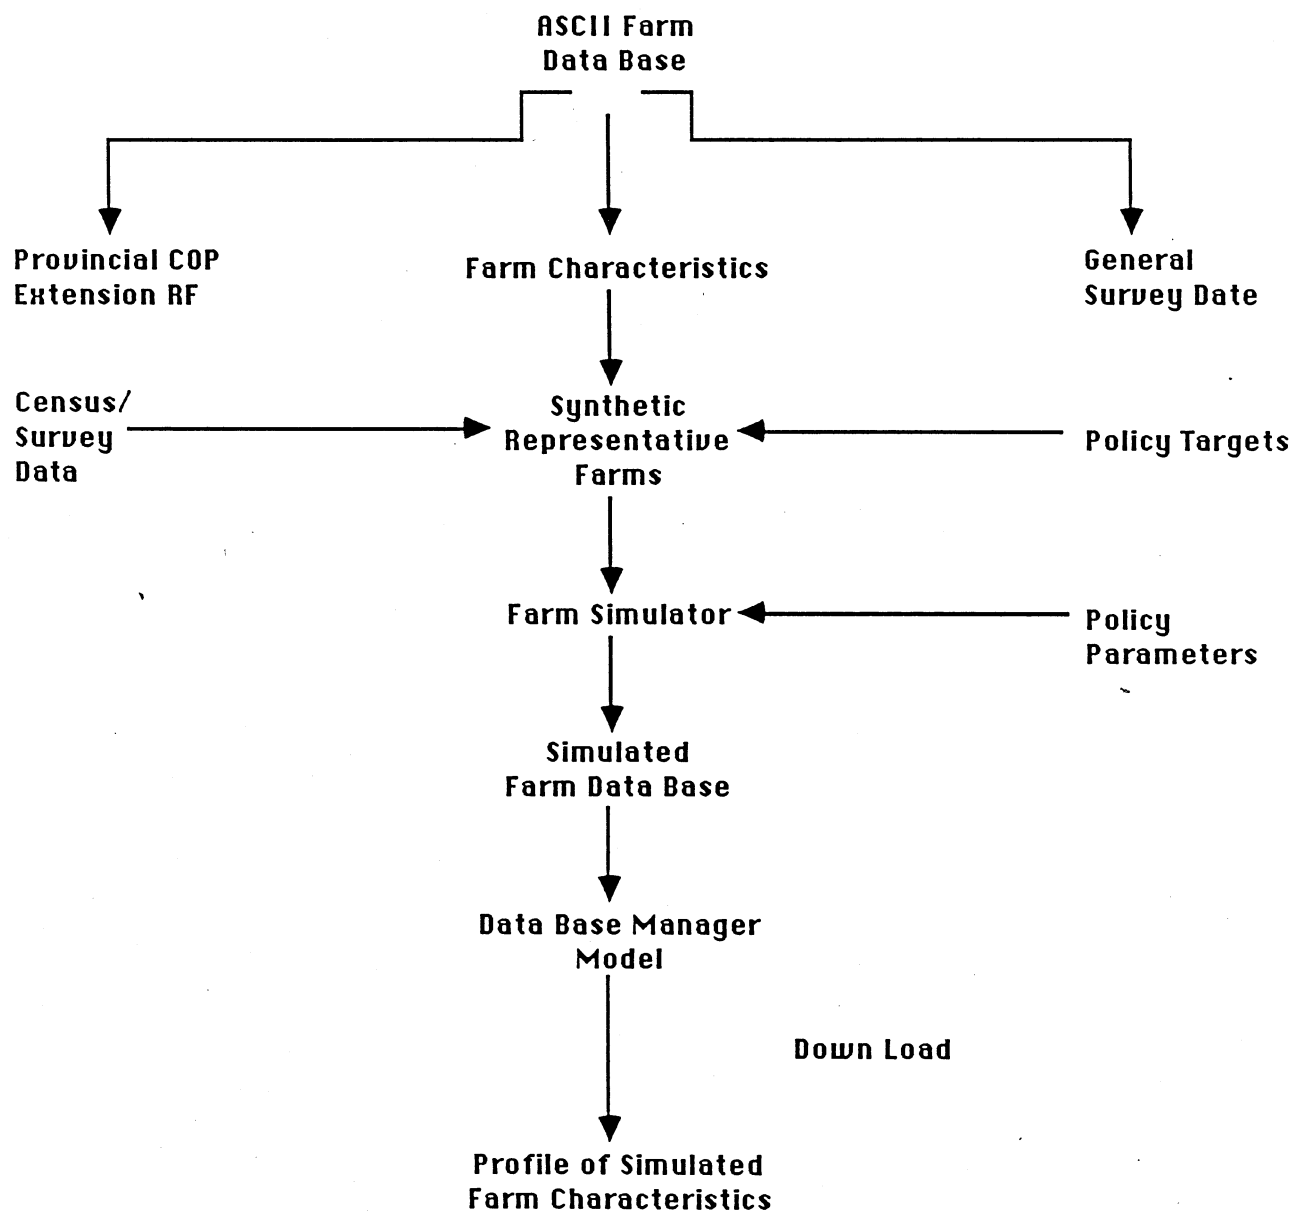 ASCII Farm
Data Base
Provincial COP
Extension RF
Farm Characteristics
General
Survey Date
Census/
Survey
Data
Synthetic
Representative
Farms
Policy Targets
Farm Simulator
Policy
Parameters
Simulated
Farm Data Base
Data Base Manager
Model
Down Load
Profile of Simulated
Farm Characteristics